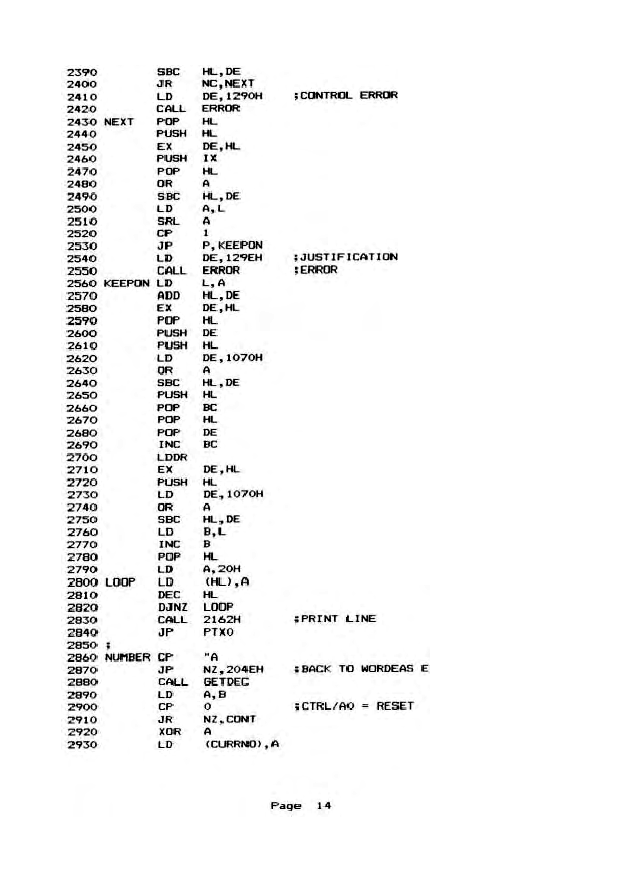 2390 SBC HL,DE
2400 JR NC,NEXT
2410 LD DE,1290H ;CONTROL ERROR
2420 CALL ERROR
2430 NEXT POP HL
2440 PUSH HL
2450 EX DE,HL
2460 PUSH IX
2470 POP HL
2480 OR A
2490 SBC HL,DE
2500 LD A,L
2510 SRL A
2520 CP 1
2530 JP P,KEEPON
2540 LD DE,129EH ;JUSTIFICATION
2550 CALL ERROR ;ERROR
2560 KEEPON LD L,A
2570 ADD HL,DE
2580 EX DE,HL
2590 POP HL
2600 PUSH DE
2610 PUSH HL
2620 LD DE,1070H
2630 OR A
2640 SBC HL,DE
2650 PUSH HL
2660 POP BC
2670 POP HL
2680 POP DE
2690 INC BC
2700 LDDR
2710 EX DE,HL
2720 PUSH HL
2730 LD DE,1070H
2740 OR A
2750 SBC HL,DE
2760 LD B,L
2770 INC B
2780 POP HL
2790 LD A,20H
2800 LOOP LD (HL),A
2810 DEC HL
2820 DJNZ LOOP
2830 CALL 2162H ;PRINT LINE
2840 JP PTXO
2850 ;
2860 NUMBER CP "A
2870 JP NZ,204EH ;BACK TO WORDEAS E
2880 CALL GETDEC
2890 LD A,B
2900 CP 0 ;CTRL/A0 = RESET
2910 JR NZ,CONT
2920 XOR A
2930 LD (CURRNO),A
Page 14